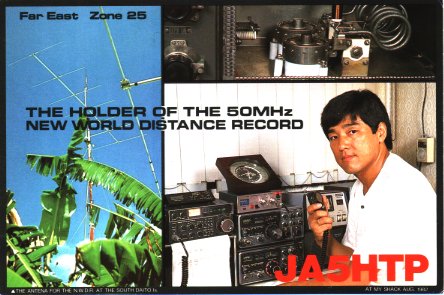 Far East Zone 25
THE HOLDER OF THE 50MHz
NEW WORLD DISTANCE RECORD
JA5HTP
▲THE ANTENA FOR THE N.W.D.R. AT THE SOUTH DAITO Is.
AT MY SHACK AUG. 1987